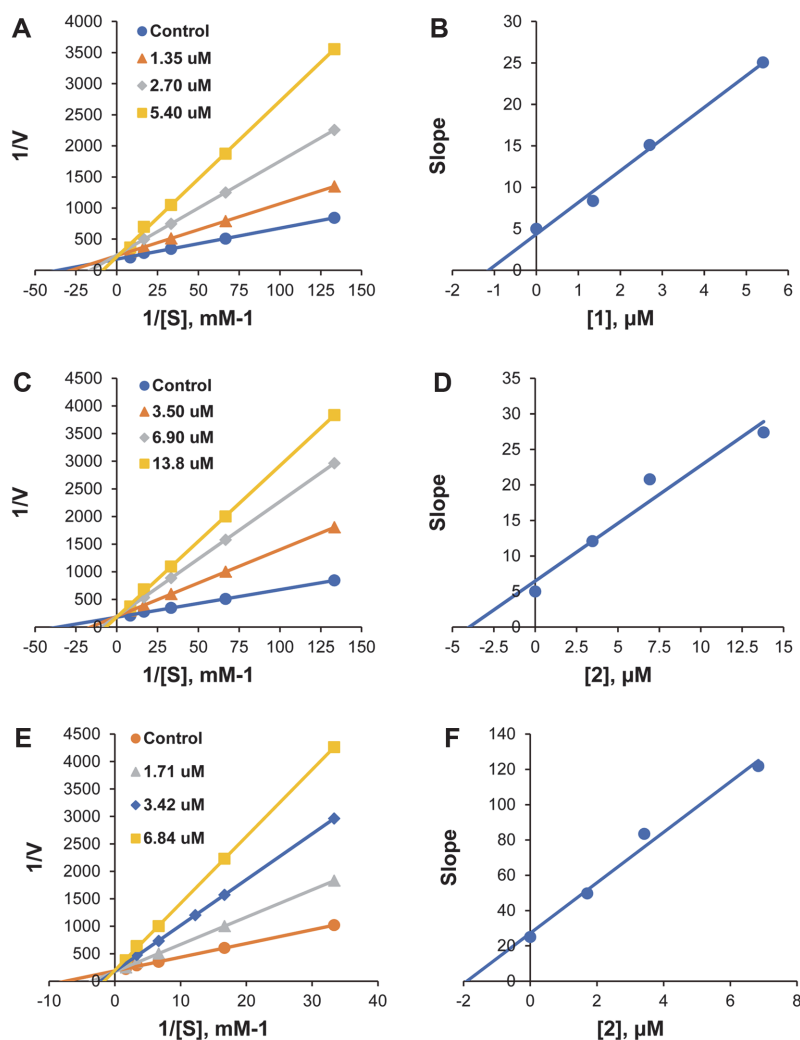 A
4000
3500
3000
2500
2000
1500
1000
500
0
1/V
Control
1.35 uM
2.70 uM
5.40 uM
-50 -25 0 25 50 75 100 125 150
1/[S], mM-1
B
30
25
20
15
10
5
0
Slope
-2 -1 0 1 2 3 4 5 6
[1], µM
C
4500
4000
3500
3000
2500
2000
1500
1000
500
0
1/V
Control
3.50 uM
6.90 uM
13.8 uM
-50 -25 0 25 50 75 100 125 150
1/[S], mM-1
D
35
30
25
20
15
10
5
0
Slope
-5 -2.5 0 2.5 5 7.5 10 12.5 15
[2], µM
E
4500
4000
3500
3000
2500
2000
1500
1000
500
0
1/V
Control
1.71 uM
3.42 uM
6.84 uM
-10 0 10 20 30 40
1/[S], mM-1
F
140
120
100
80
60
40
20
0
Slope
-2 0 2 4 6 8
[2], µM